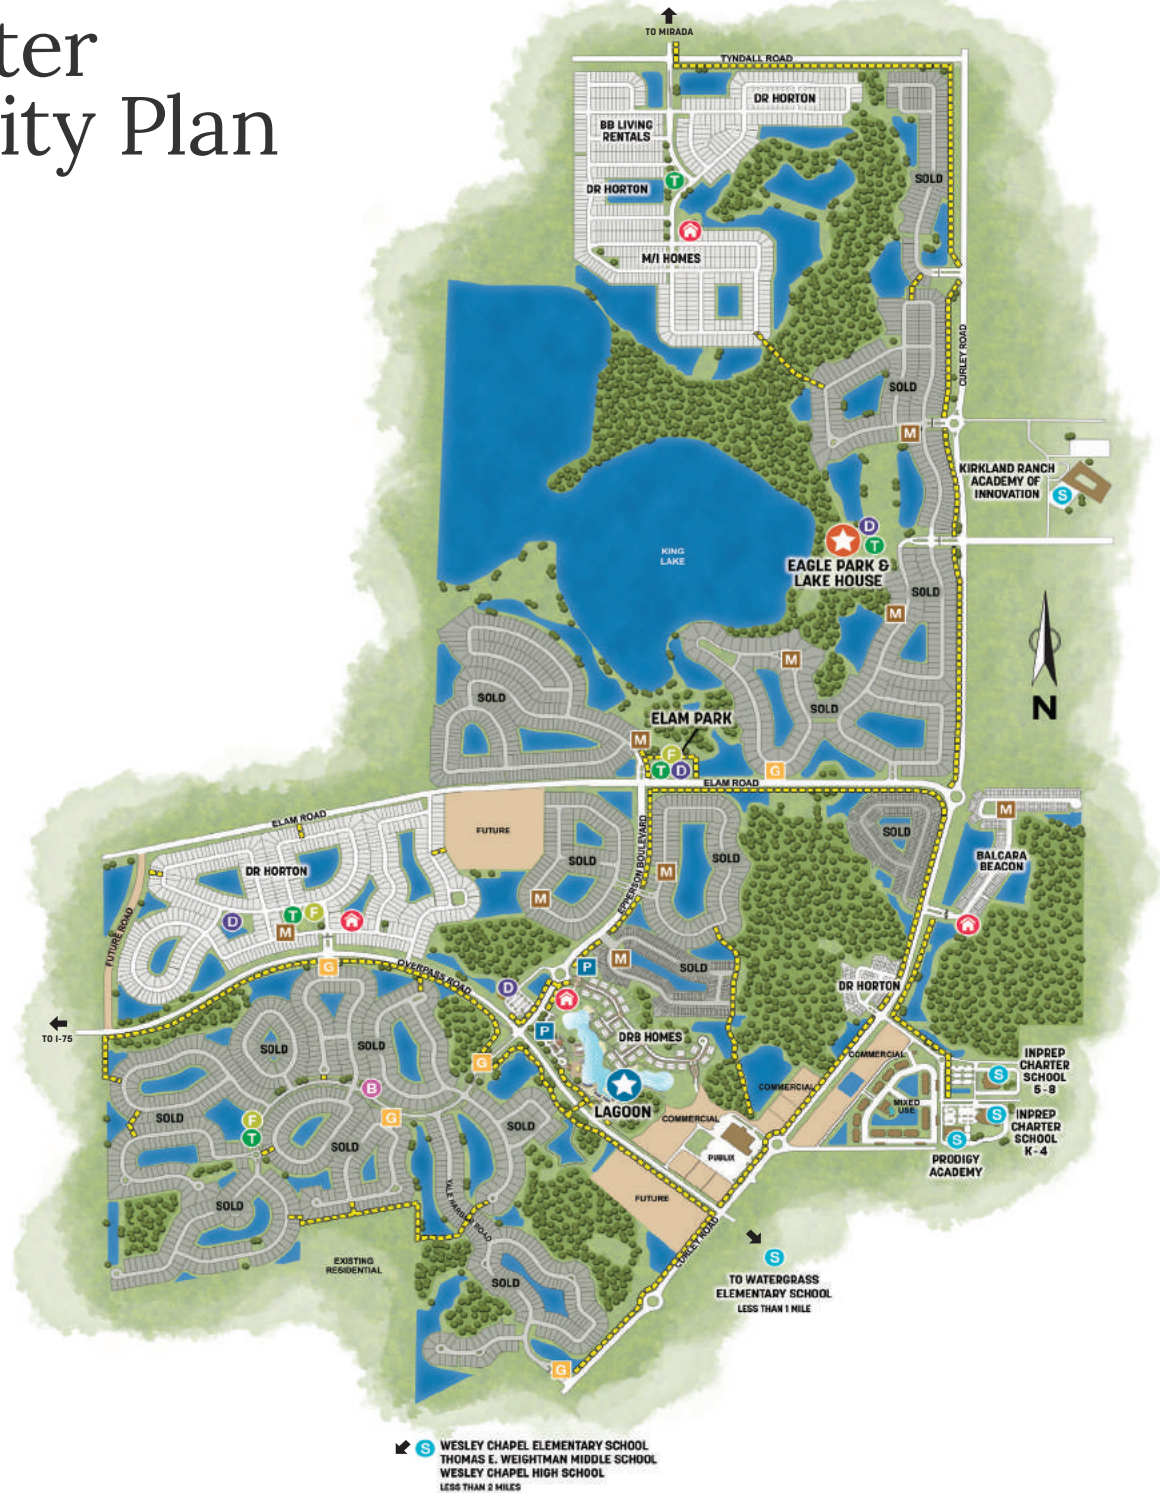 ter
ity Plan
TO MIRADA
TYNDALL ROAD
DR HORTON
BB LIVING
RENTALS
SOLD
T
DR HORTON
M/I HOMES
CURLEY ROAD
SOLD
M
KIRKLAND RANCH
ACADEMY OF
INNOVATION
S
D
T
EAGLE PARK &
LAKE HOUSE
KING
LAKE
SOLD
M
M
N
SOLD
SOLD
ELAM PARK
M
F
T
D
G
ELAM ROAD
ELAM ROAD
FUTURE
SOLD
EPPERSON BOULEVARD
SOLD
M
M
SOLD
M
BALCARA
BEACON
DR HORTON
D
T
F
M
FUTURE ROAD
G
OVERPASS ROAD
D
P
M
SOLD
DR HORTON
TO I-75
P
DRB HOMES
SOLD
SOLD
G
LAGOON
COMMERCIAL
COMMERCIAL
COMMERCIAL
MIXED
USE
PUBLIX
S
INPREP
CHARTER
SCHOOL
5-8
S
INPREP
CHARTER
SCHOOL
K-4
S
PRODIGY
ACADEMY
SOLD
B
F
T
G
SOLD
SOLD
SOLD
YALE HARBOR ROAD
FUTURE
CURLEY ROAD
EXISTING
RESIDENTIAL
SOLD
S
TO WATERGRASS
ELEMENTARY SCHOOL
LESS THAN 1 MILE
G
S
WESLEY CHAPEL ELEMENTARY SCHOOL
THOMAS E. WEIGHTMAN MIDDLE SCHOOL
WESLEY CHAPEL HIGH SCHOOL
LESS THAN 2 MILES